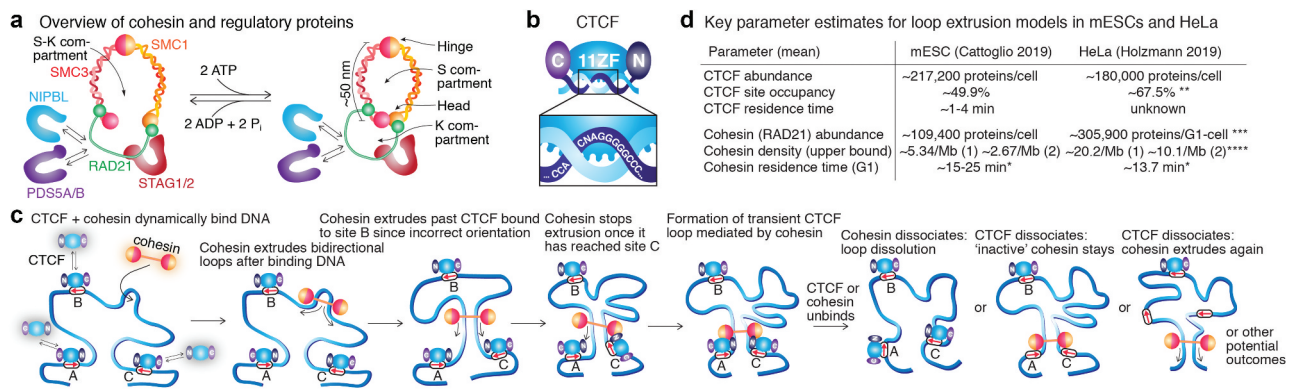 a Overview of cohesin and regulatory proteins
S-K com-
partment
SMC1
SMC3
NIPBL
RAD21
PDS5A/B
STAG1/2
2 ATP
2 ADP + 2 Pi
~50 nm
Hinge
S com-
partment
Head
K com-
partment
b CTCF
C 11ZF N
...CCA
CNAGGGGGCCC...
d Key parameter estimates for loop extrusion models in mESCs and HeLa
Parameter (mean) mESC (Cattoglio 2019) HeLa (Holzmann 2019)
CTCF abundance ~217,200 proteins/cell ~180,000 proteins/cell
CTCF site occupancy ~49.9% ~67.5% **
CTCF residence time ~1-4 min unknown
Cohesin (RAD21) abundance ~109,400 proteins/cell ~305,900 proteins/G1-cell ***
Cohesin density (upper bound) ~5.34/Mb (1) ~2.67/Mb (2) ~20.2/Mb (1) ~10.1/Mb (2)****
Cohesin residence time (G1) ~15-25 min* ~13.7 min*
c CTCF + cohesin dynamically bind DNA
cohesin
CTCF
B
A
C
Cohesin extrudes bidirectional
loops after binding DNA
B
A
C
Cohesin extrudes past CTCF bound
to site B since incorrect orientation
B
A
C
Cohesin stops
extrusion once it
has reached site C
B
A
C
Formation of transient CTCF
loop mediated by cohesin
B
A
C
CTCF or
cohesin
unbinds
Cohesin dissociates:
loop dissolution
B
A
C
or
CTCF dissociates:
‘inactive’ cohesin stays
B
A
C
or
CTCF dissociates:
cohesin extrudes again
B
or other
potential
outcomes